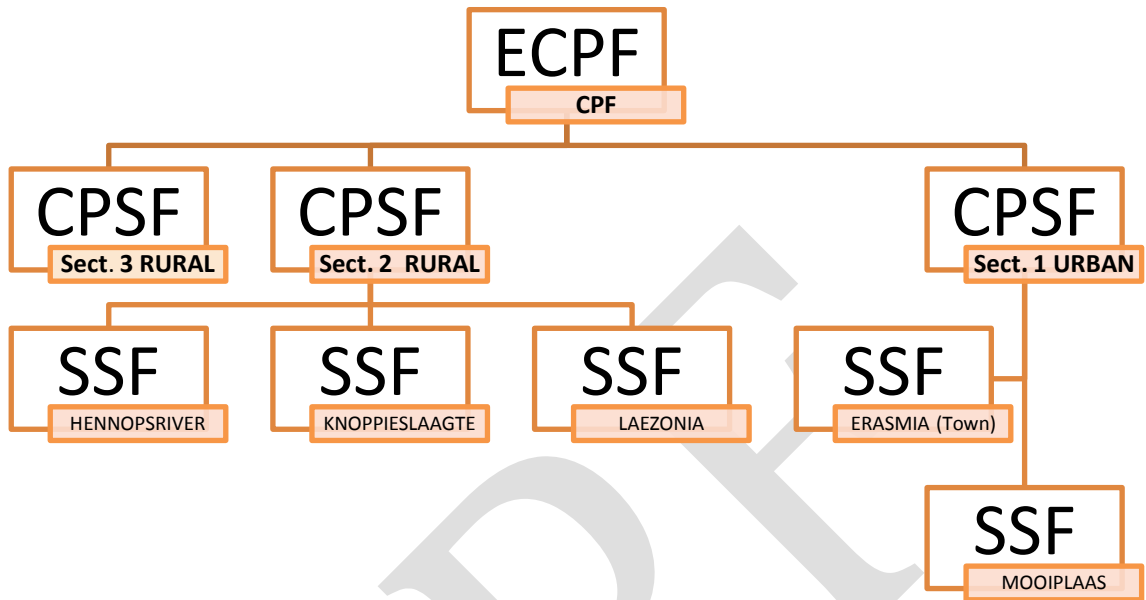 ECPF
CPF
CPSF
Sect. 3 RURAL
CPSF
Sect. 2 RURAL
CPSF
Sect. 1 URBAN
SSF
HENNOPSRIVER
SSF
KNOPPIESLAAGTE
SSF
LAEZONIA
SSF
ERASMIA (Town)
SSF
MOOIPLAAS